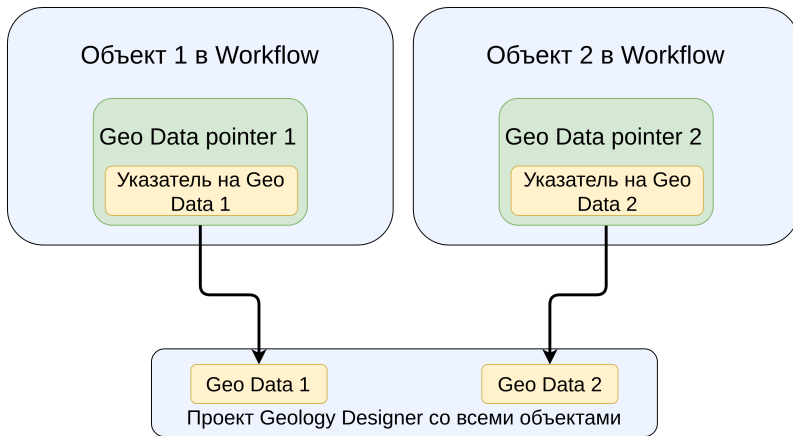 Объект 1 в Workflow
Geo Data pointer 1
Указатель на Geo
Data 1
Объект 2 в Workflow
Geo Data pointer 2
Указатель на Geo
Data 2
Geo Data 1
Geo Data 2
Проект Geology Designer со всеми объектами